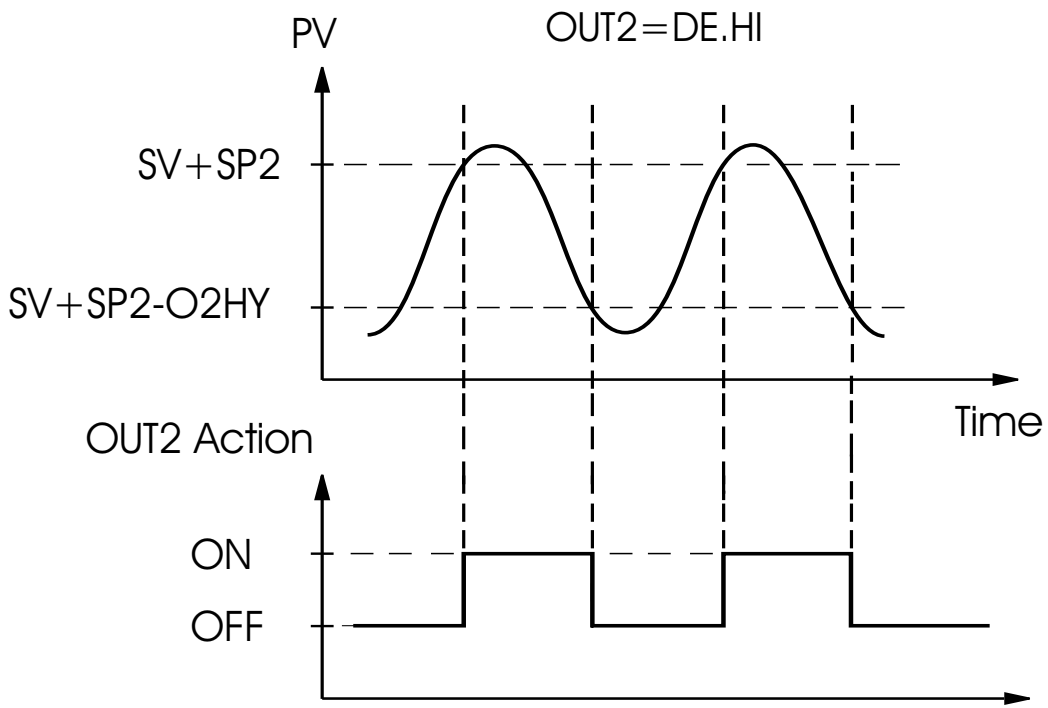 PV
OUT2=DE.HI
SV+SP2
SV+SP2-O2HY
Time
OUT2 Action
ON
OFF